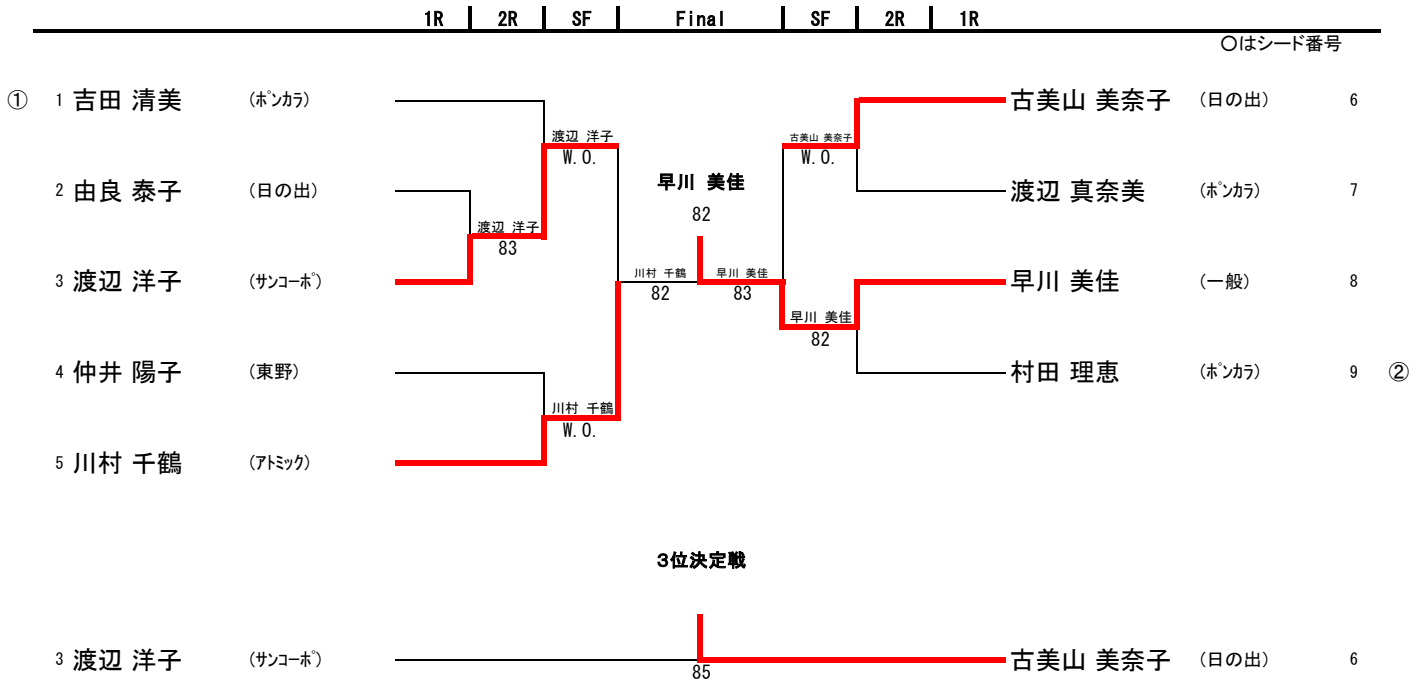 1R 2R SF Final SF 2R 1R
○はシード番号
① 1 吉田 清美 (ﾎﾟﾝｶﾗ) 古美山 美奈子 (日の出) 6
渡辺 洋子 古美山 美奈子
W.O. W.O.
早川 美佳
2 由良 泰子 (日の出) 渡辺 真奈美 (ﾎﾟﾝｶﾗ) 7
82
渡辺 洋子
83
川村 千鶴 早川 美佳
3 渡辺 洋子 (ｻﾝｺｰﾎﾟ) 早川 美佳 (一般) 8
82 83
早川 美佳
82
4 仲井 陽子 (東野) 村田 理恵 (ﾎﾟﾝｶﾗ) 9 ②
川村 千鶴
W.O.
5 川村 千鶴 (ｱﾄﾐｯｸ)
3位決定戦
3 渡辺 洋子 (ｻﾝｺｰﾎﾟ) 古美山 美奈子 (日の出) 6
85